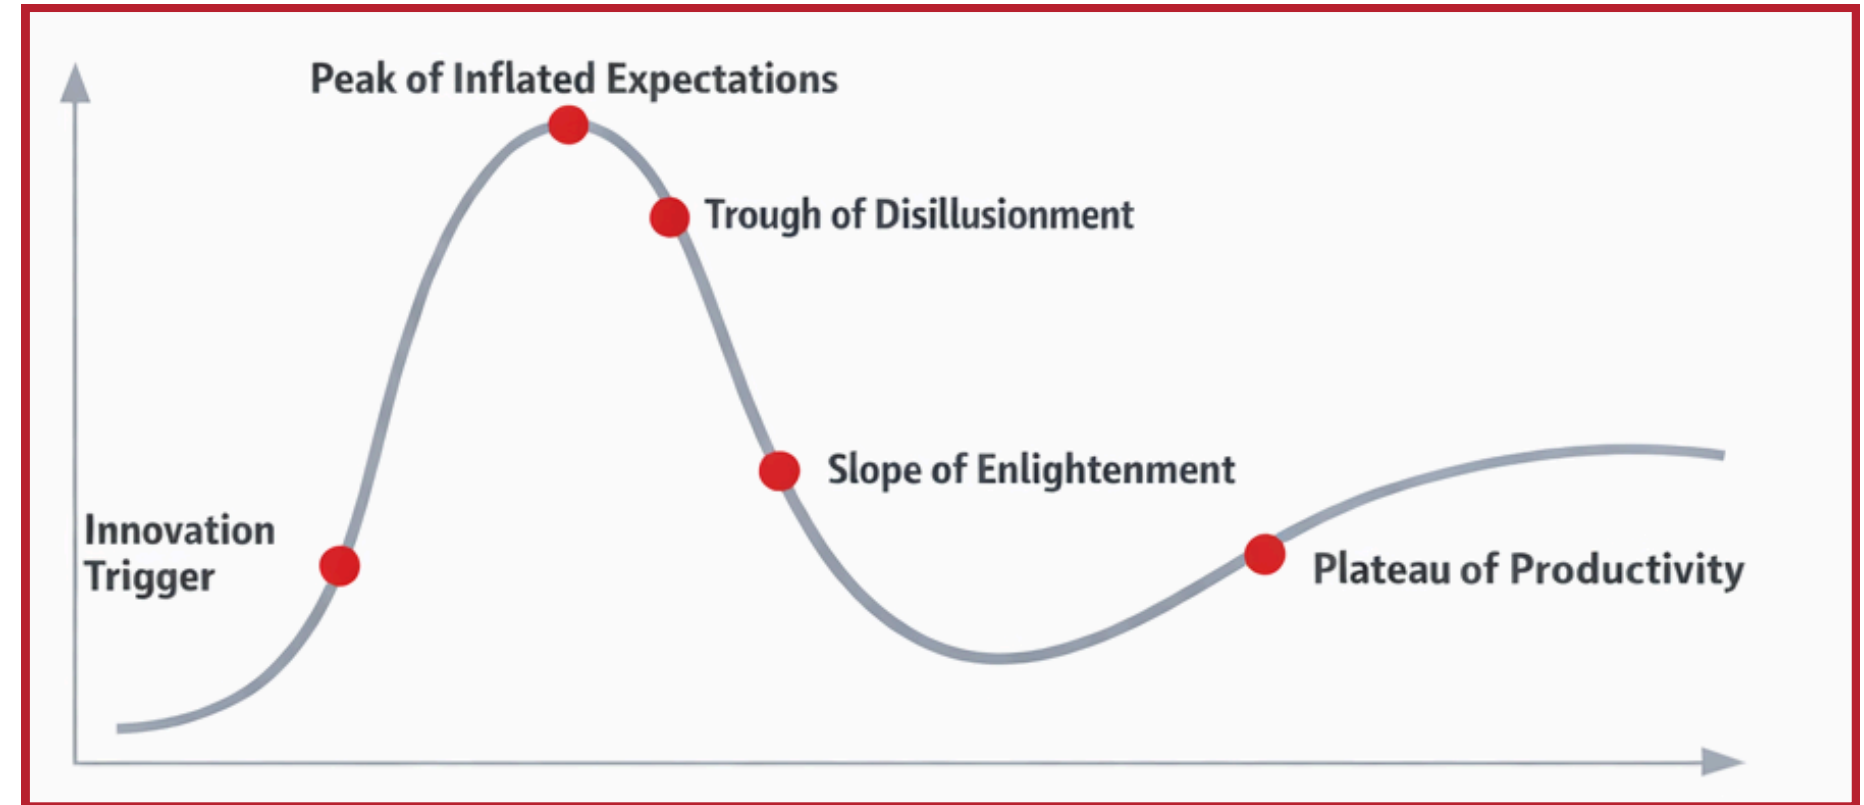 Peak of Inflated Expectations
Trough of Disillusionment
Slope of Enlightenment
Innovation
Trigger
Plateau of Productivity